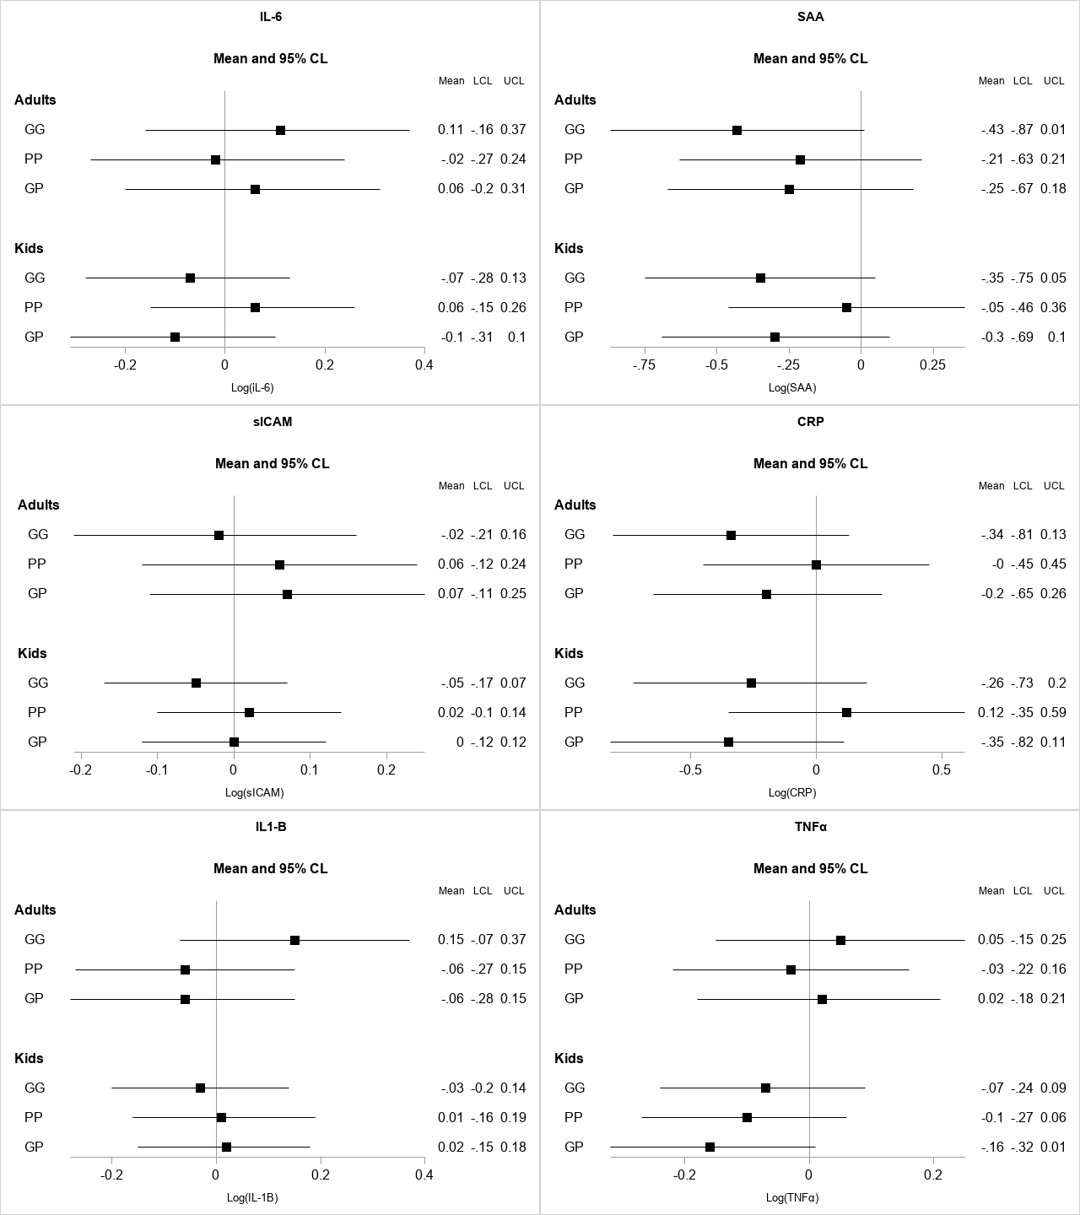 IL-6
Mean and 95% CL
Mean LCL UCL
Adults
GG 0.11 -.16 0.37
PP -.02 -.27 0.24
GP 0.06 -0.2 0.31
Kids
GG -.07 -.28 0.13
PP 0.06 -.15 0.26
GP -0.1 -.31 0.1
-0.2 0 0.2 0.4
Log(iL-6)
SAA
Mean and 95% CL
Mean LCL UCL
Adults
GG -.43 -.87 0.01
PP -.21 -.63 0.21
GP -.25 -.67 0.18
Kids
GG -.35 -.75 0.05
PP -.05 -.46 0.36
GP -0.3 -.69 0.1
-.75 -0.5 -.25 0 0.25
Log(SAA)
sICAM
Mean and 95% CL
Mean LCL UCL
Adults
GG -.02 -.21 0.16
PP 0.06 -.12 0.24
GP 0.07 -.11 0.25
Kids
GG -.05 -.17 0.07
PP 0.02 -0.1 0.14
GP 0 -.12 0.12
-0.2 -0.1 0 0.1 0.2
Log(sICAM)
CRP
Mean and 95% CL
Mean LCL UCL
Adults
GG -.34 -.81 0.13
PP -0 -.45 0.45
GP -0.2 -.65 0.26
Kids
GG -.26 -.73 0.2
PP 0.12 -.35 0.59
GP -.35 -.82 0.11
-0.5 0 0.5
Log(CRP)
IL1-B
Mean and 95% CL
Mean LCL UCL
Adults
GG 0.15 -.07 0.37
PP -.06 -.27 0.15
GP -.06 -.28 0.15
Kids
GG -.03 -0.2 0.14
PP 0.01 -.16 0.19
GP 0.02 -.15 0.18
-0.2 0 0.2 0.4
Log(IL-1B)
TNFα
Mean and 95% CL
Mean LCL UCL
Adults
GG 0.05 -.15 0.25
PP -.03 -.22 0.16
GP 0.02 -.18 0.21
Kids
GG -.07 -.24 0.09
PP -0.1 -.27 0.06
GP -.16 -.32 0.01
-0.2 0 0.2
Log(TNFα)